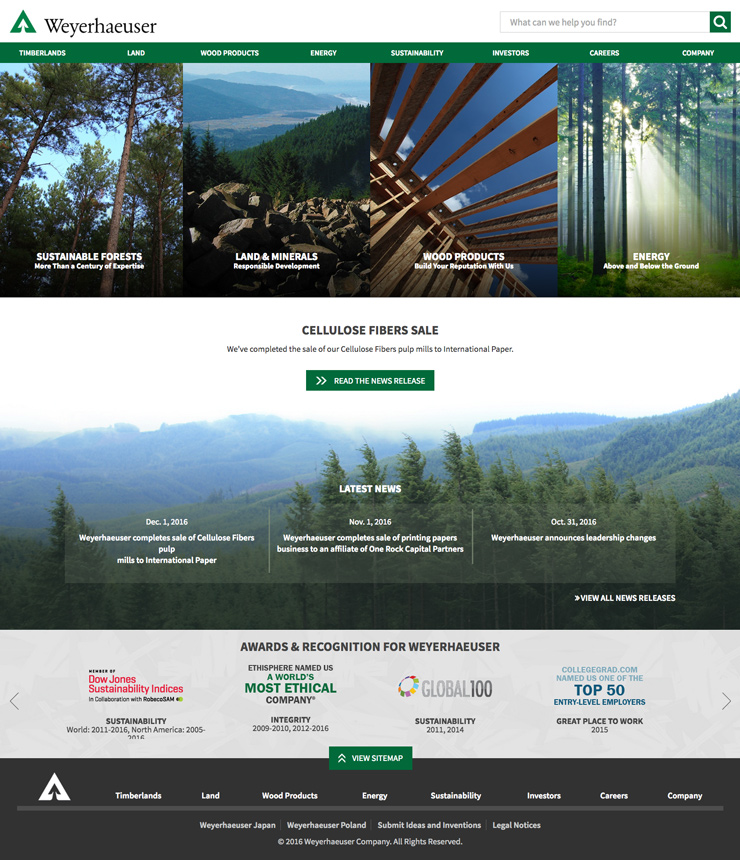 Weyerhaeuser
What can we help you find?
TIMBERLANDS LAND WOOD PRODUCTS ENERGY SUSTAINABILITY INVESTORS CAREERS COMPANY
SUSTAINABLE FORESTS
More Than a Century of Expertise
LAND & MINERALS
Responsible Development
WOOD PRODUCTS
Build Your Reputation With Us
ENERGY
Above and Below the Ground
CELLULOSE FIBERS SALE
We've completed the sale of our Cellulose Fibers pulp mills to International Paper.
READ THE NEWS RELEASE
LATEST NEWS
Dec. 1, 2016
Weyerhaeuser completes sale of Cellulose Fibers
pulp
mills to International Paper
Nov. 1, 2016
Weyerhaeuser completes sale of printing papers
business to an affiliate of One Rock Capital Partners
Oct. 31, 2016
Weyerhaeuser announces leadership changes
VIEW ALL NEWS RELEASES
AWARDS & RECOGNITION FOR WEYERHAEUSER
MEMBER OF
Dow Jones
Sustainability Indices
In Collaboration with RobecoSAM
SUSTAINABILITY
World: 2011-2016, North America: 2005-
2016
ETHISPHERE NAMED US
A WORLD'S
MOST ETHICAL
COMPANY®
INTEGRITY
2009-2010, 2012-2016
GLOBAL100
SUSTAINABILITY
2011, 2014
COLLEGEGRAD.COM
NAMED US ONE OF THE
TOP 50
ENTRY-LEVEL EMPLOYERS
GREAT PLACE TO WORK
2015
VIEW SITEMAP
Timberlands Land Wood Products Energy Sustainability Investors Careers Company
Weyerhaeuser Japan Weyerhaeuser Poland Submit Ideas and Inventions Legal Notices
© 2016 Weyerhaeuser Company. All Rights Reserved.